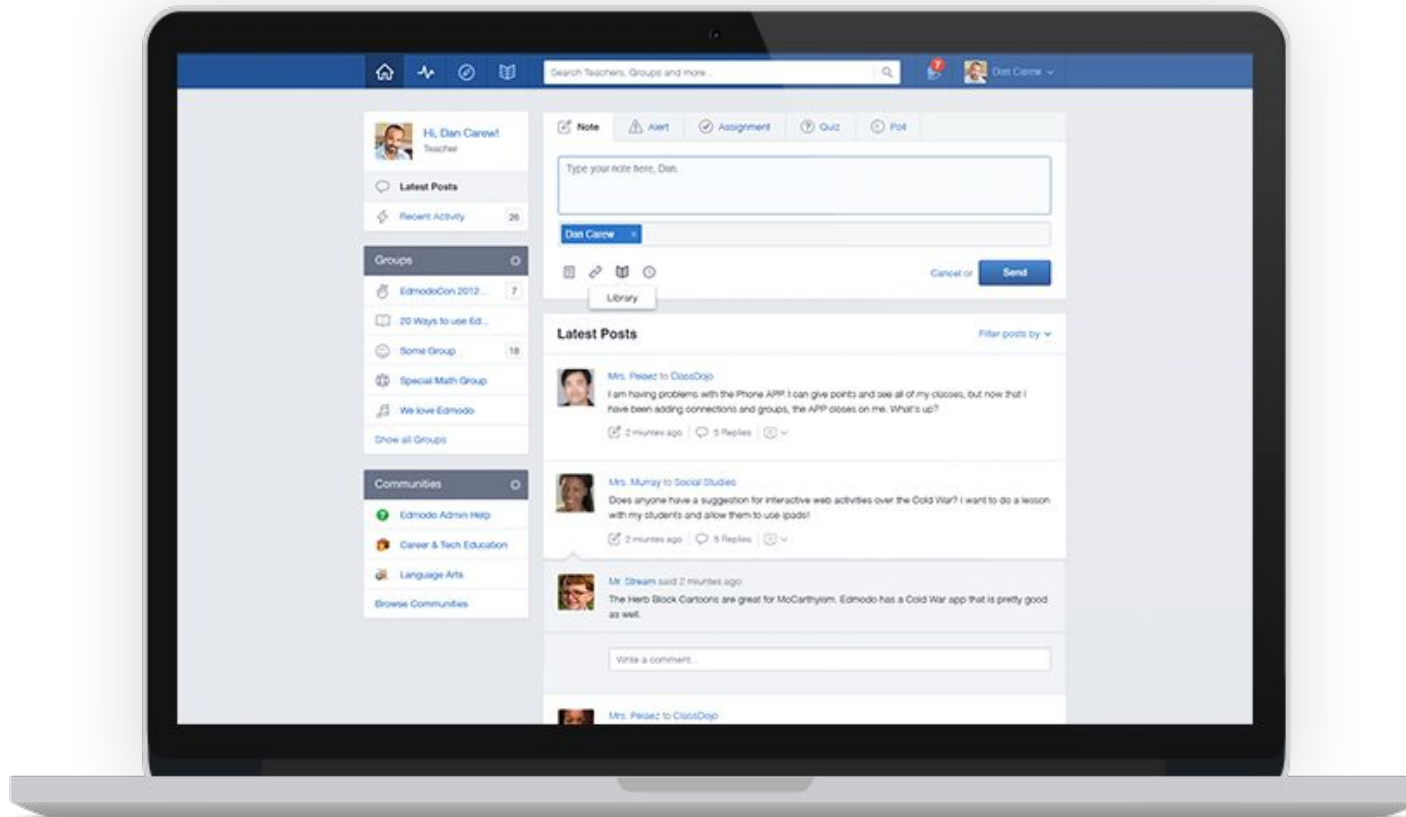 Search Teachers, Groups and more...
7
Dan Carew
Hi, Dan Carew!
Teacher
Latest Posts
Recent Activity 26
Groups
EdmodoCon 2012... 7
20 Ways to use Ed...
Some Group 18
Special Math Group
We love Edmodo
Show all Groups
Communities
Edmodo Admin Help
Career & Tech Education
Language Arts
Browse Communities
Note Alert Assignment Quiz Poll
Type your note here, Dan.
Dan Carew ×
Cancel or Send
Library
Latest Posts Filter posts by
Mrs. Pelaez to ClassDojo
I am having problems with the Phone APP. I can give points and see all of my classes, but now that I
have been adding connections and groups, the APP closes on me. What's up?
2 miuntes ago 5 Replies
Mrs. Murray to Social Studies
Does anyone have a suggestion for interactive web activities over the Cold War? I want to do a lesson
with my students and allow them to use ipads!
2 miuntes ago 5 Replies
Mr. Stream said 2 miuntes ago
The Herb Block Cartoons are great for McCarthyism. Edmodo has a Cold War app that is pretty good
as well.
Write a comment...
Mrs. Pelaez to ClassDojo